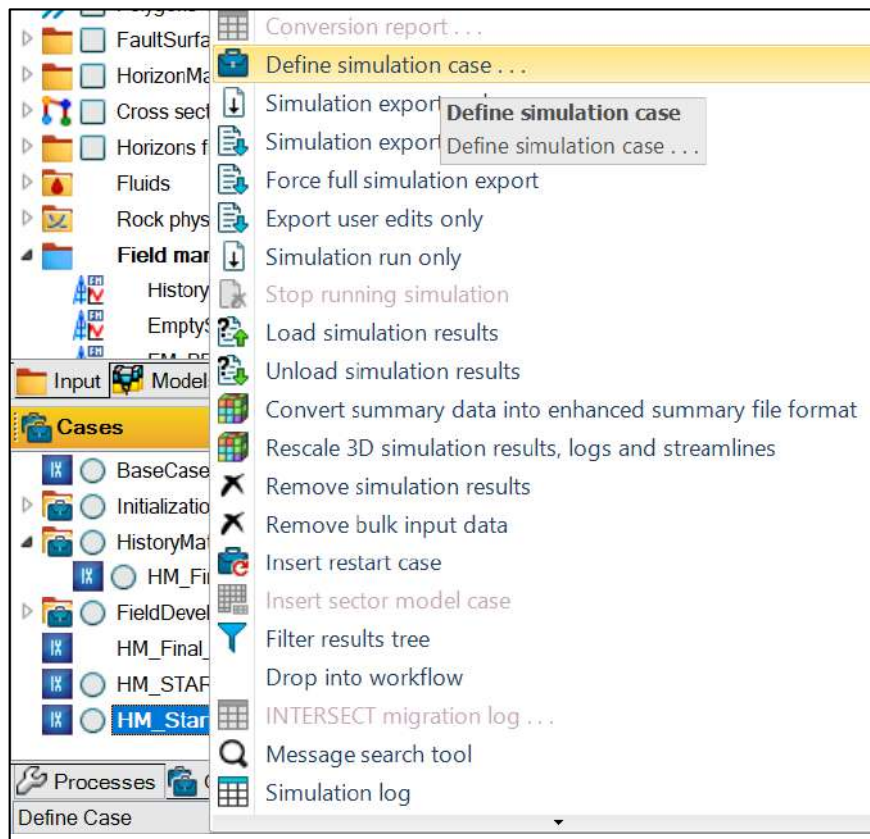 Polygons
FaultSurfa
HorizonMa
Cross sect
Horizons f
Fluids
Rock phys
Field man
History
EmptyS
Input
Models
Cases
BaseCase
Initializatio
HistoryMat
HM_Fi
FieldDevel
HM_Final_
HM_STAR
HM_Star
Processes
Define Case
Conversion report . . .
Define simulation case . . .
Simulation export
Define simulation case
Simulation export
Define simulation case . . .
Force full simulation export
Export user edits only
Simulation run only
Stop running simulation
Load simulation results
Unload simulation results
Convert summary data into enhanced summary file format
Rescale 3D simulation results, logs and streamlines
Remove simulation results
Remove bulk input data
Insert restart case
Insert sector model case
Filter results tree
Drop into workflow
INTERSECT migration log . . .
Message search tool
Simulation log